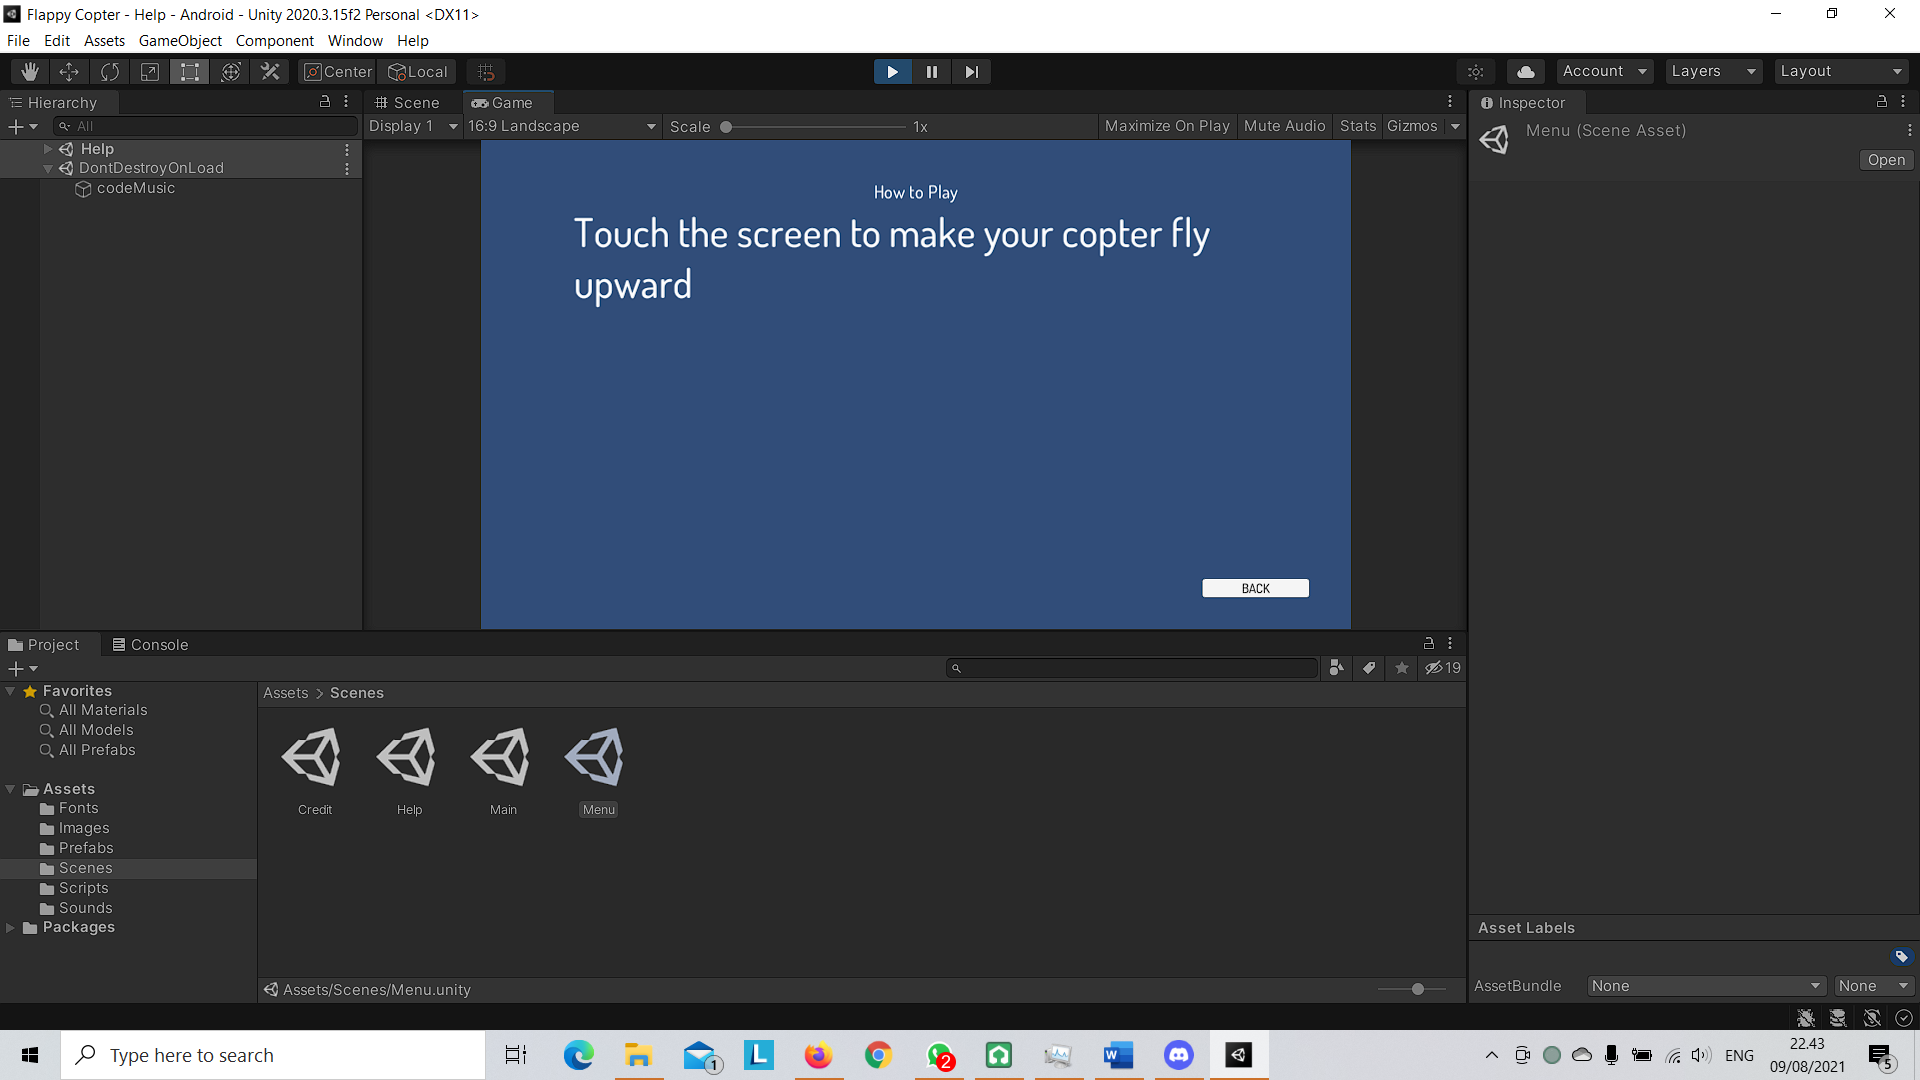 Flappy Copter - Help - Android - Unity 2020.3.15f2 Personal <DX11>
File Edit Assets GameObject Component Window Help
Center Local Account Layers Layout
Hierarchy
All
Help
DontDestroyOnLoad
codeMusic
Scene Game
Display 1 16:9 Landscape Scale 1x Maximize On Play Mute Audio Stats Gizmos
How to Play
Touch the screen to make your copter fly
upward
BACK
Inspector
Menu (Scene Asset)
Open
Project Console
19
Favorites
All Materials
All Models
All Prefabs
Assets
Fonts
Images
Prefabs
Scenes
Scripts
Sounds
Packages
Assets > Scenes
Credit Help Main Menu
Assets/Scenes/Menu.unity
Asset Labels
AssetBundle None None
Type here to search
1
L
2
W
ENG
22.43
09/08/2021
5